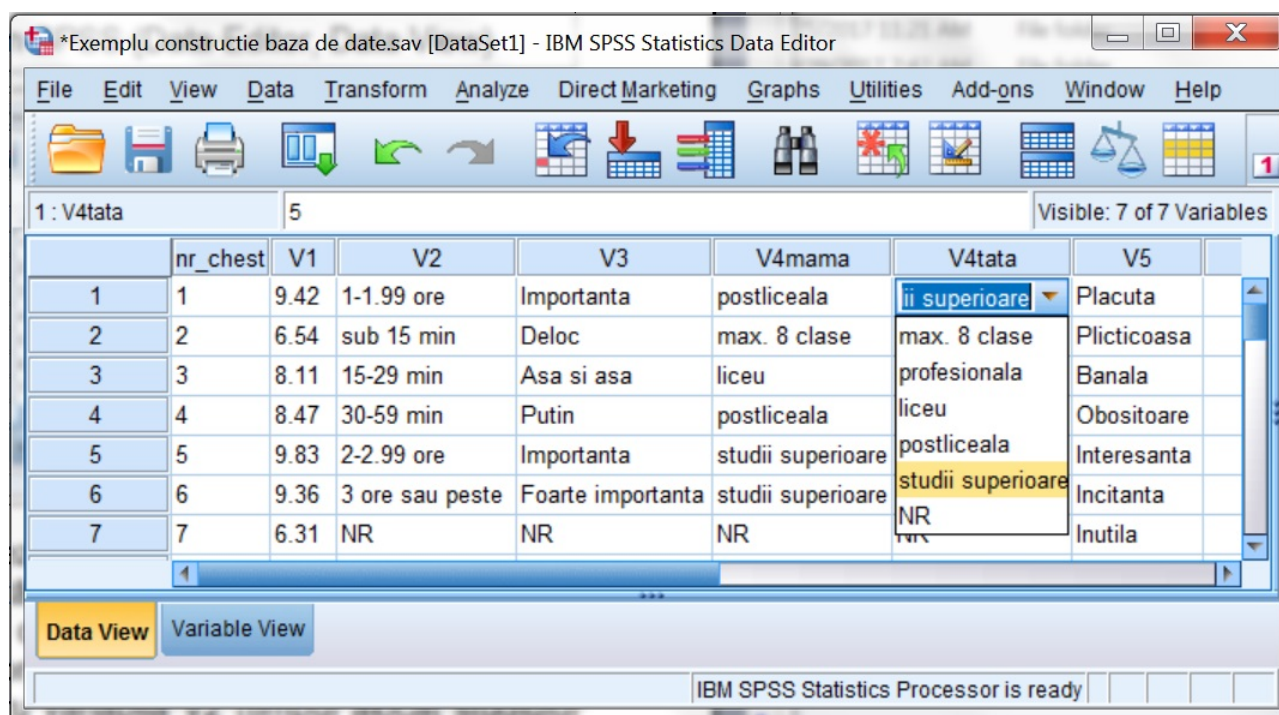 *Exemplu constructie baza de date.sav [DataSet1] - IBM SPSS Statistics Data Editor
File Edit View Data Transform Analyze Direct Marketing Graphs Utilities Add-ons Window Help
1
1 : V4tata 5 Visible: 7 of 7 Variables
nr_chest V1 V2 V3 V4mama V4tata V5
1 1 9.42 1-1.99 ore Importanta postliceala ii superioare Placuta
2 2 6.54 sub 15 min Deloc max. 8 clase max. 8 clase Plicticoasa
3 3 8.11 15-29 min Asa si asa liceu profesionala Banala
4 4 8.47 30-59 min Putin postliceala liceu Obositoare
5 5 9.83 2-2.99 ore Importanta studii superioare postliceala Interesanta
6 6 9.36 3 ore sau peste Foarte importanta studii superioare studii superioare Incitanta
7 7 6.31 NR NR NR NR Inutila
Data View Variable View
IBM SPSS Statistics Processor is ready